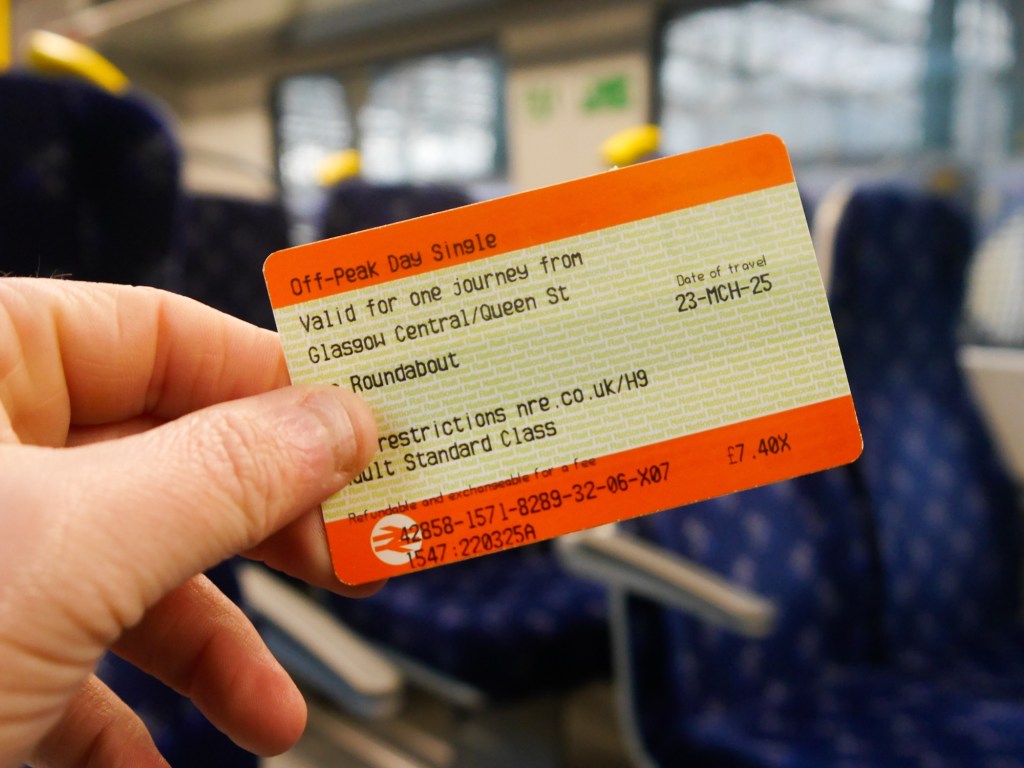 Off-Peak Day Single
Valid for one journey from
Glasgow Central/Queen St
Date of travel
23-MCH-25
Roundabout
restrictions nre.co.uk/H9
Standard Class
Refundable and exchangeable for a fee
£7.40X
42858-1571-8289-32-06-X07
1547:220325A